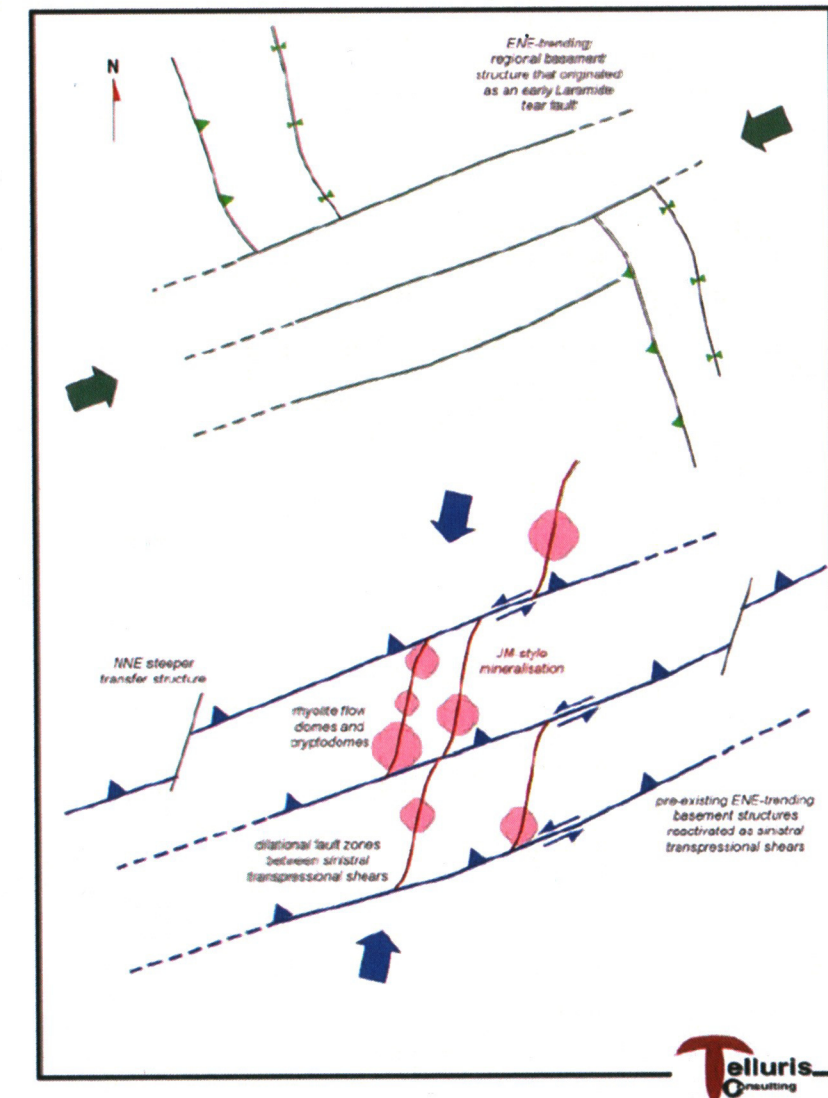 N
ENE-trending
regional basement
structure that originated
as an early Laramide
tear fault
JM-style
mineralisation
NNE steeper
transfer structure
rhyolite flow
domes and
cryptodomes
dilational fault zones
between sinistral
transpressional shears
pre-existing ENE-trending
basement structures
reactivated as sinistral
transpressional shears
Telluris
Consulting